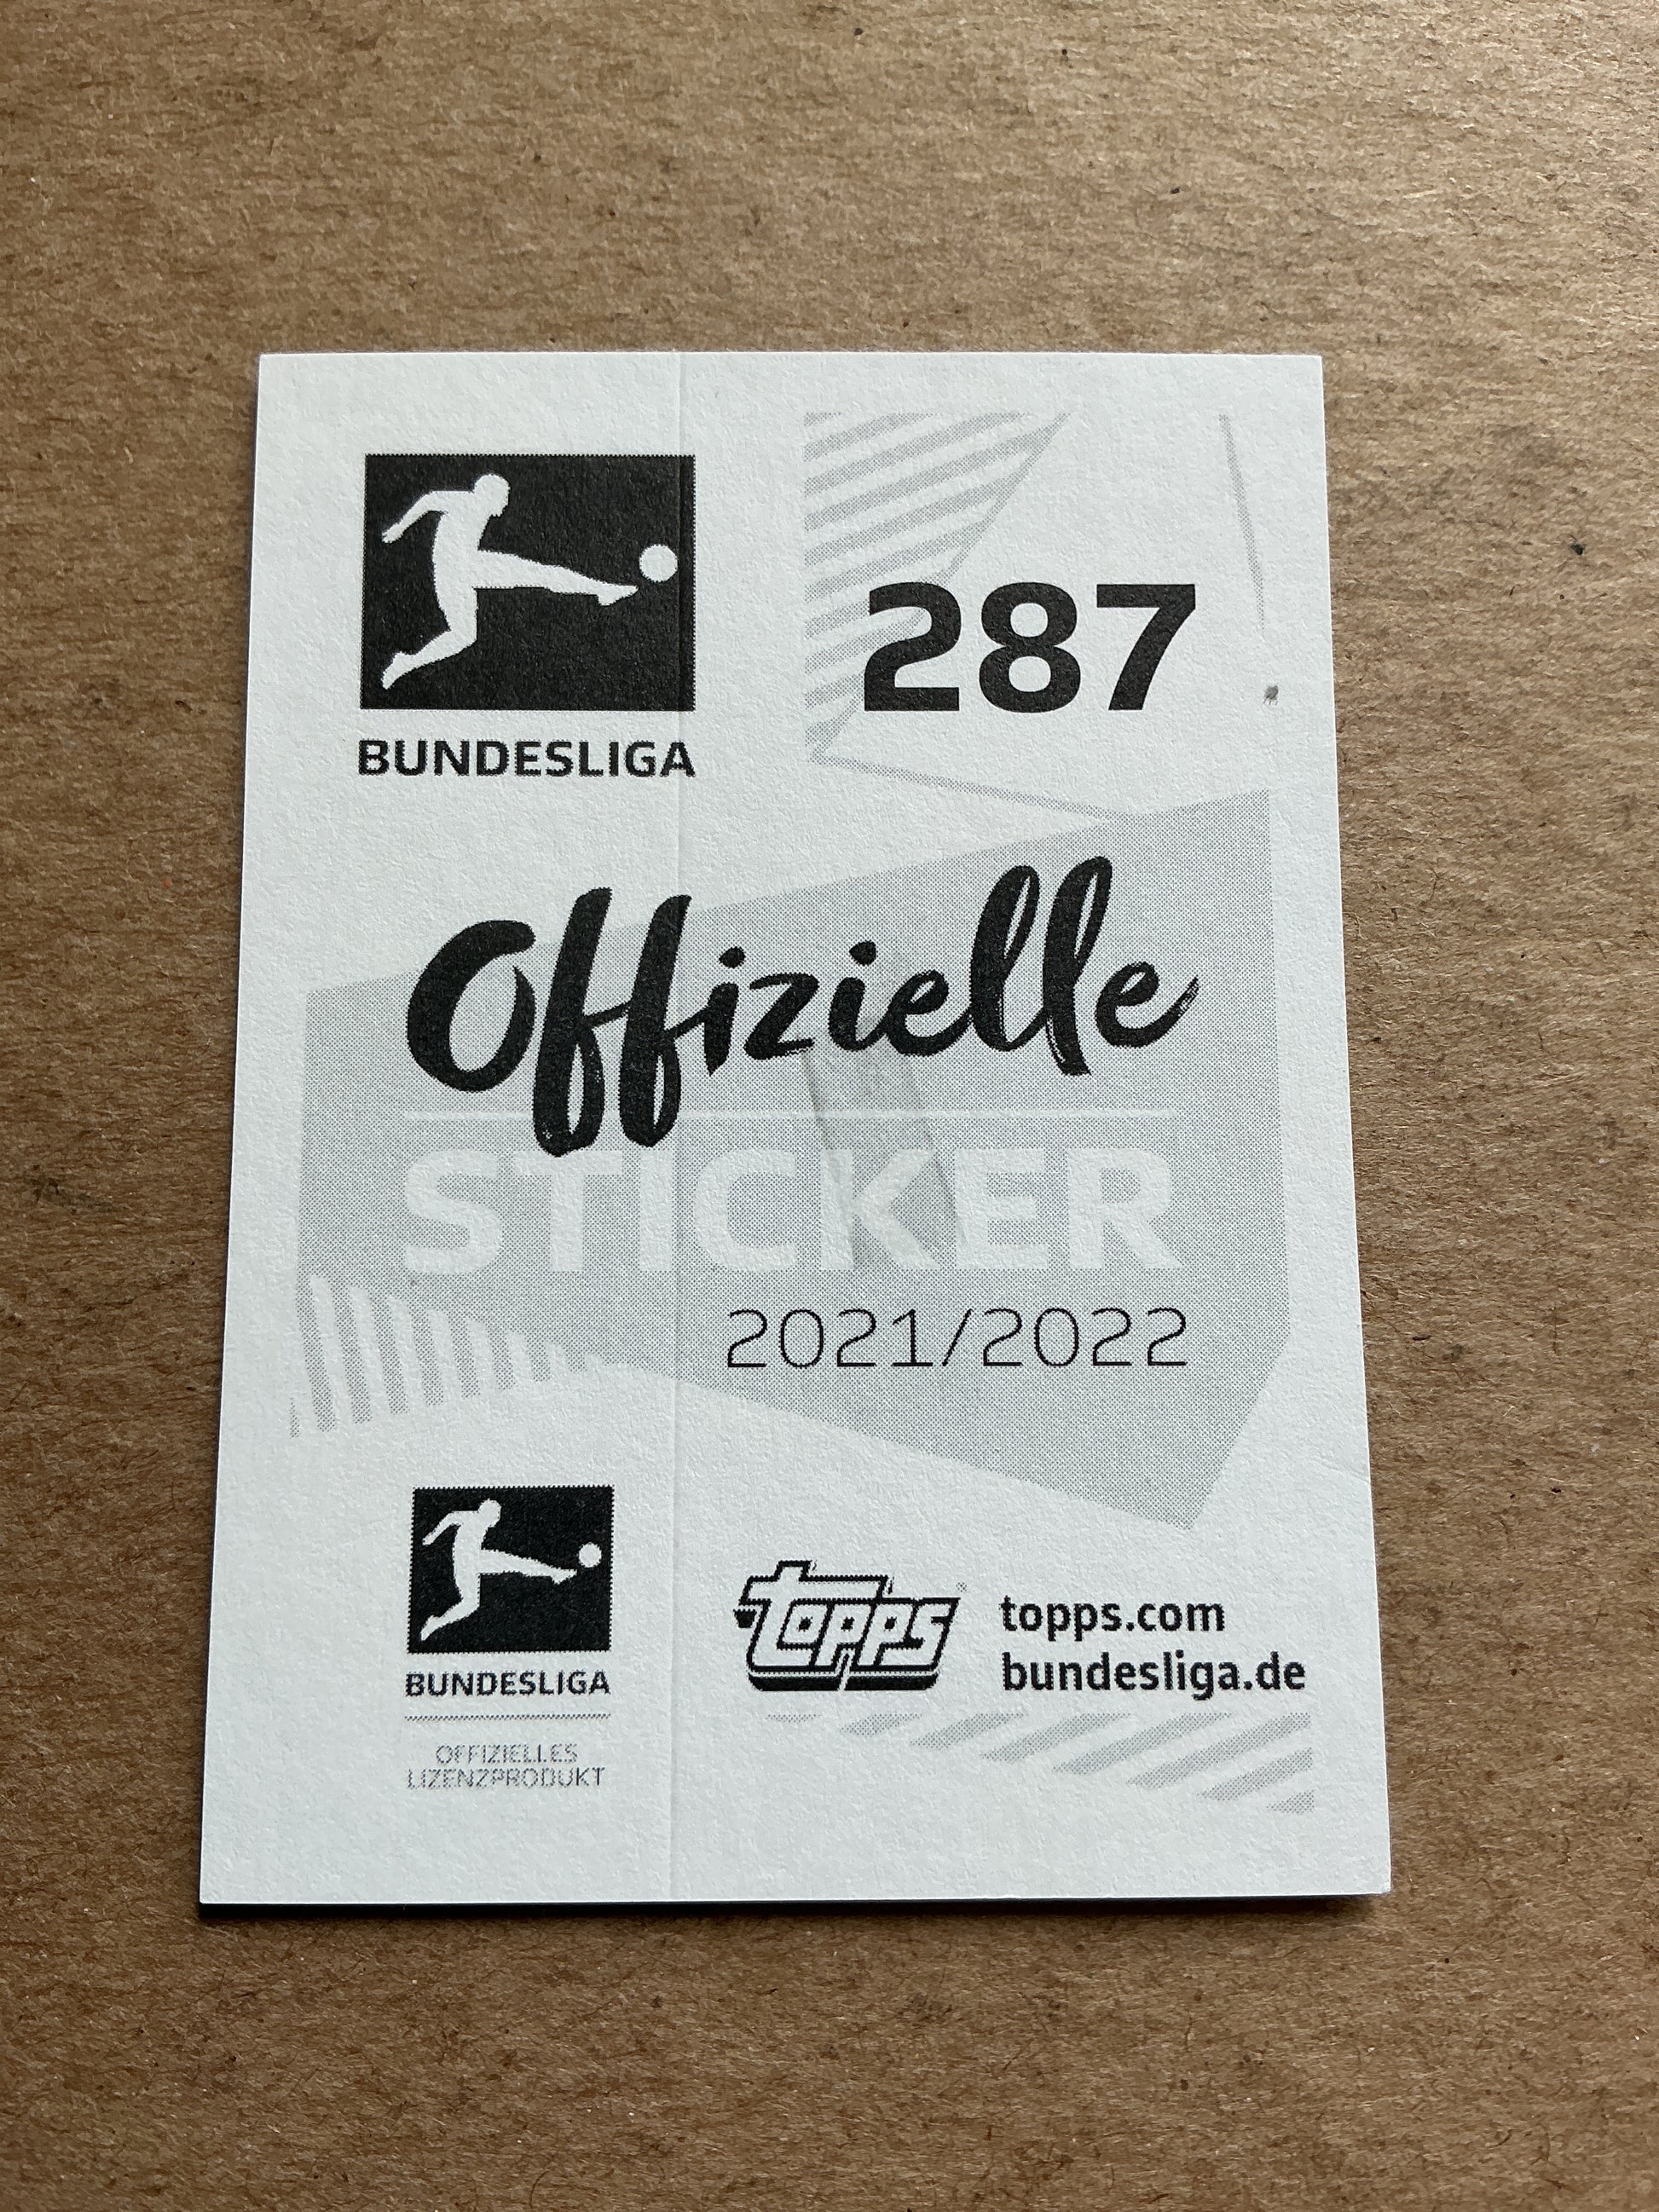 BUNDESLIGA
287
Offizielle
STICKER
2021/2022
BUNDESLIGA
OFFIZIELLES
LIZENZPRODUKT
topps®
topps.com
bundesliga.de